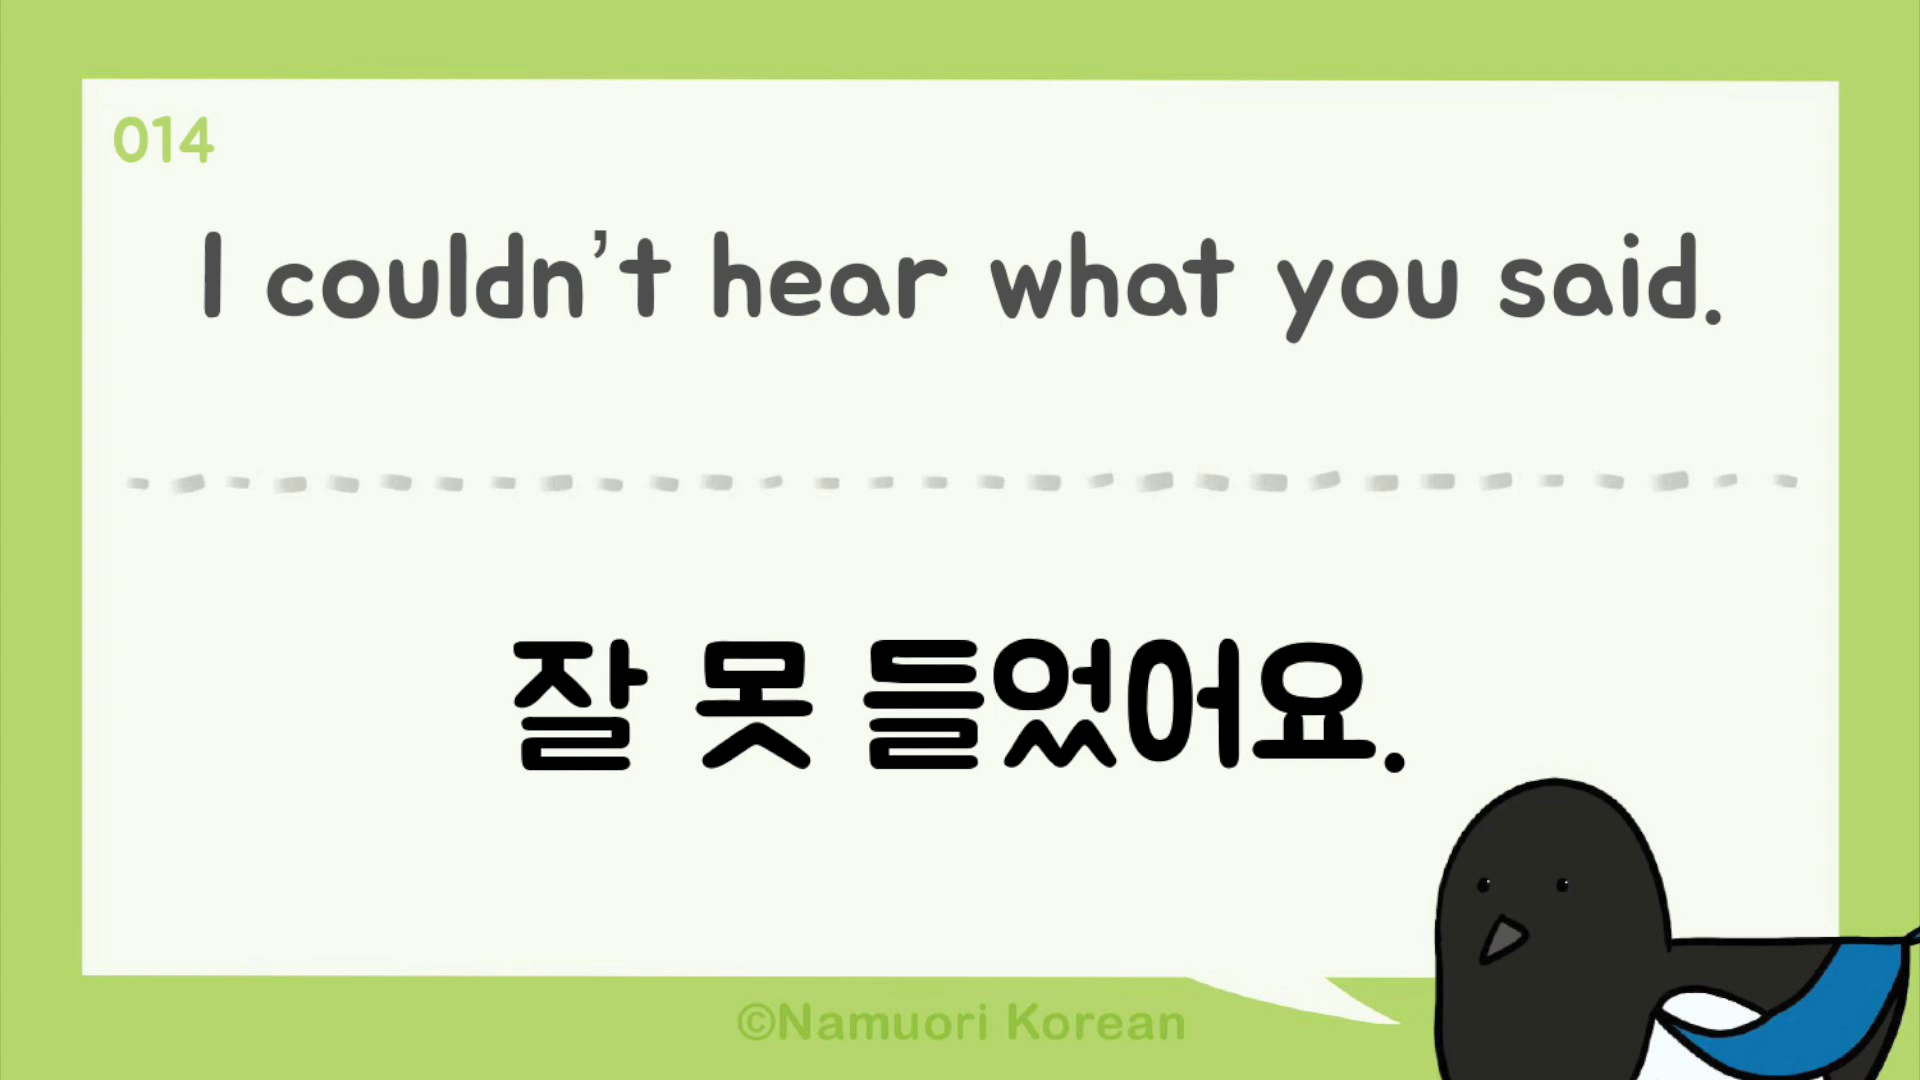 014
I couldn’t hear what you said.
잘 못 들었어요.
©Namuori Korean